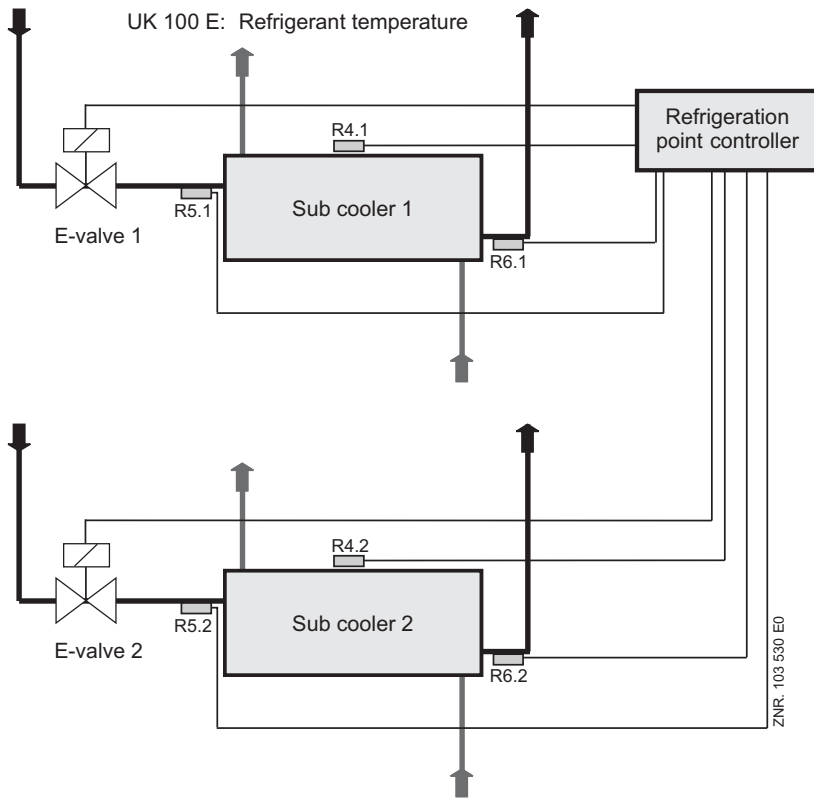 UK 100 E: Refrigerant temperature
R4.1
Refrigeration
point controller
Sub cooler 1
R5.1
E-valve 1
R6.1
R4.2
Sub cooler 2
R5.2
E-valve 2
R6.2
ZNR. 103 530 E0